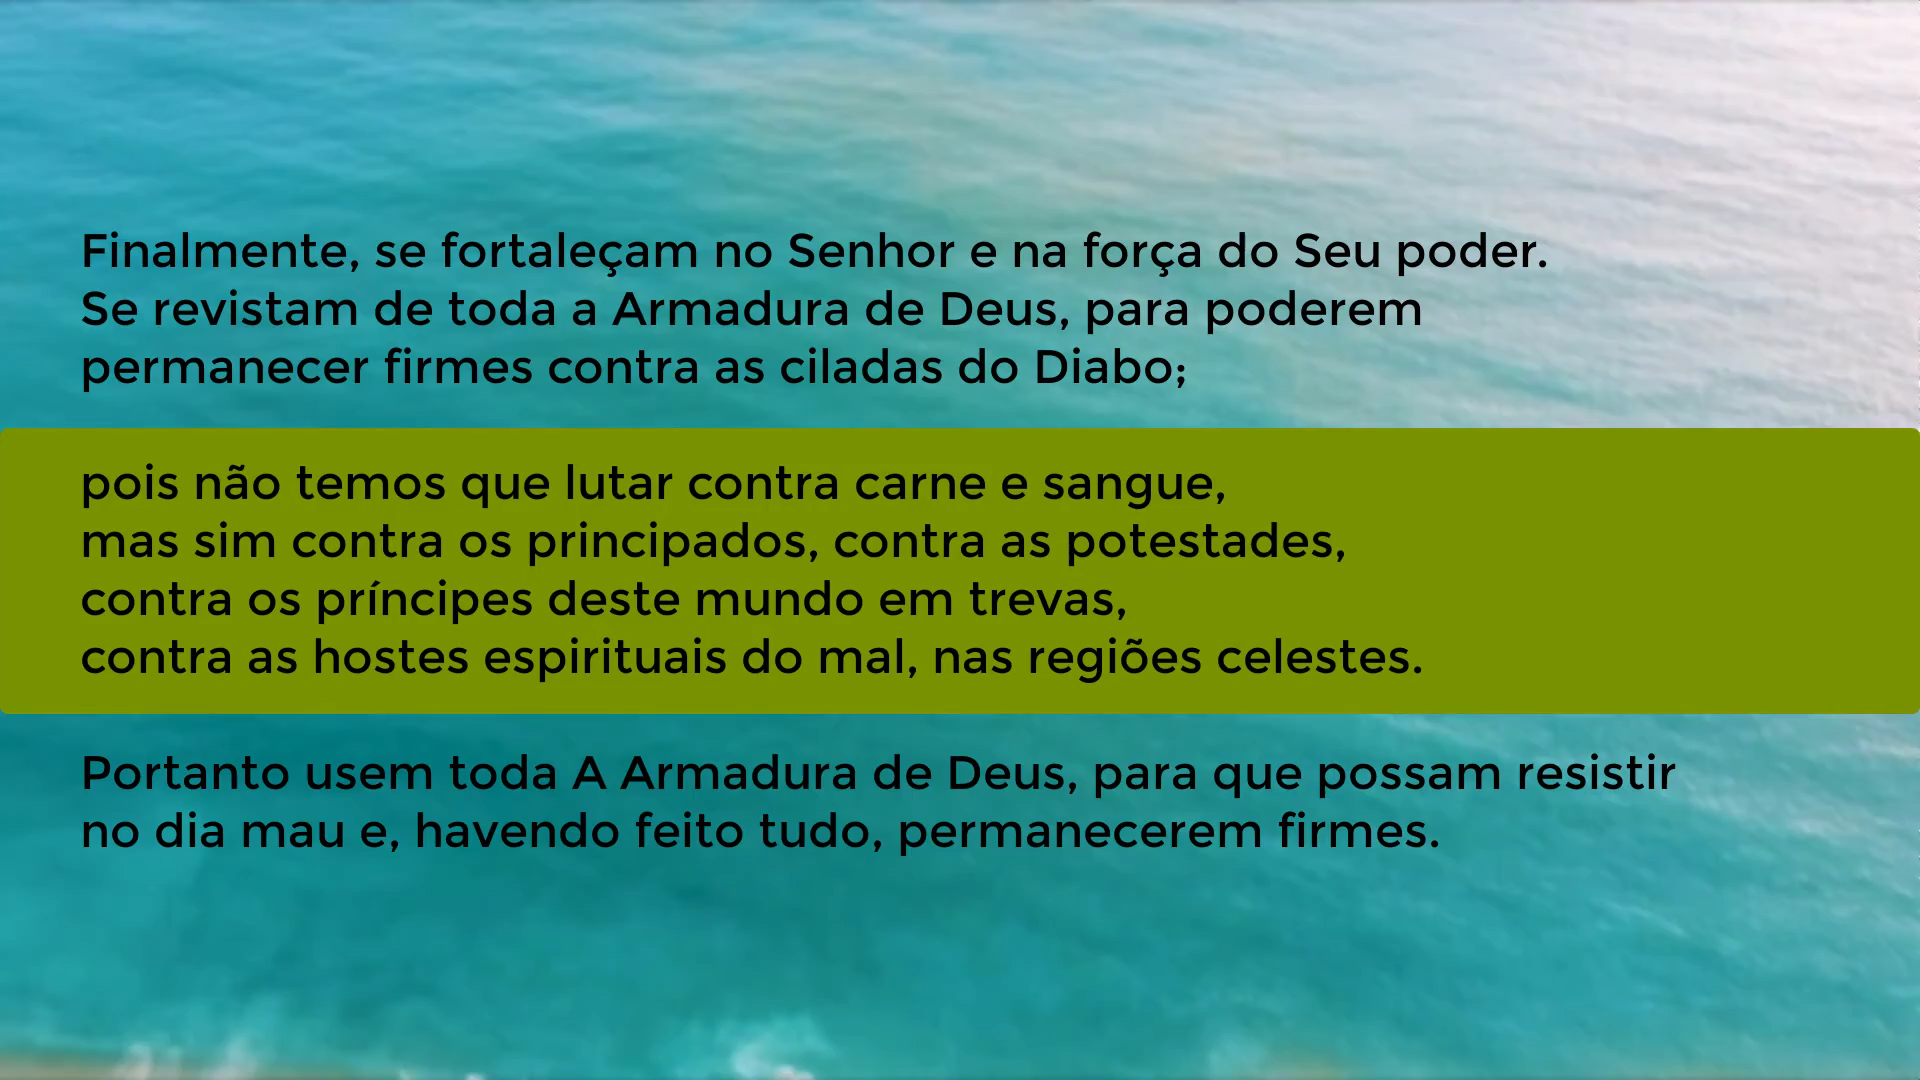 Finalmente, se fortaleçam no Senhor e na força do Seu poder.
Se revistam de toda a Armadura de Deus, para poderem
permanecer firmes contra as ciladas do Diabo;
pois não temos que lutar contra carne e sangue,
mas sim contra os principados, contra as potestades,
contra os príncipes deste mundo em trevas,
contra as hostes espirituais do mal, nas regiões celestes.
Portanto usem toda A Armadura de Deus, para que possam resistir
no dia mau e, havendo feito tudo, permanecerem firmes.